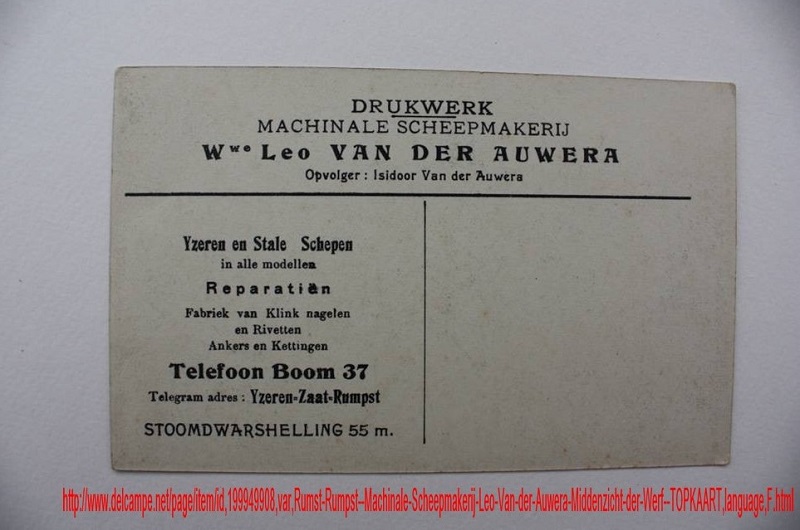 DRUKWERK
MACHINALE SCHEEPMAKERIJ
Wwe Leo VAN DER AUWERA
Opvolger : Isidoor Van der Auwera
Yzeren en Stale Schepen
in alle modellen
Reparatiën
Fabriek van Klink nagelen
en Rivetten
Ankers en Kettingen
Telefoon Boom 37
Telegram adres : Yzeren-Zaat-Rumpst
STOOMDWARSHELLING 55 m.
http://www.delcampe.net/page/item/id,199949908,var,Rumst-Rumpst--Machinale-Scheepmakerij-Leo-Van-der-Auwera-Middenzicht-der-Werf--TOPKAART,language,F.html